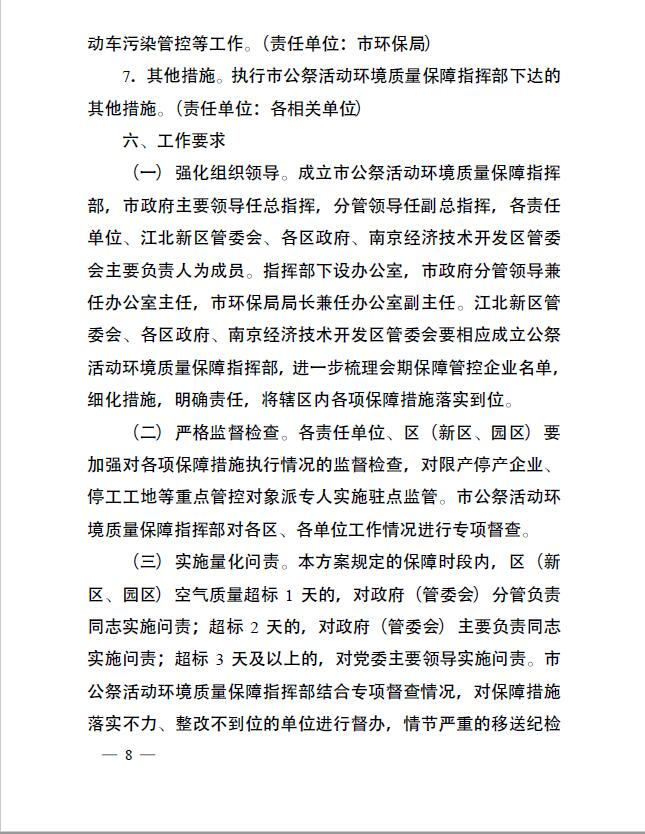 动车污染管控等工作。（责任单位：市环保局）
7．其他措施。执行市公祭活动环境质量保障指挥部下达的
其他措施。（责任单位：各相关单位）
六、工作要求
（一）强化组织领导。成立市公祭活动环境质量保障指挥
部，市政府主要领导任总指挥，分管领导任副总指挥，各责任
单位、江北新区管委会、各区政府、南京经济技术开发区管委
会主要负责人为成员。指挥部下设办公室，市政府分管领导兼
任办公室主任，市环保局局长兼任办公室副主任。江北新区管
委会、各区政府、南京经济技术开发区管委会要相应成立公祭
活动环境质量保障指挥部，进一步梳理会期保障管控企业名单，
细化措施，明确责任，将辖区内各项保障措施落实到位。
（二）严格监督检查。各责任单位、区（新区、园区）要
加强对各项保障措施执行情况的监督检查，对限产停产企业、
停工工地等重点管控对象派专人实施驻点监管。市公祭活动环
境质量保障指挥部对各区、各单位工作情况进行专项督查。
（三）实施量化问责。本方案规定的保障时段内，区（新
区、园区）空气质量超标 1 天的，对政府（管委会）分管负责
同志实施问责；超标 2 天的，对政府（管委会）主要负责同志
实施问责；超标 3 天及以上的，对党委主要领导实施问责。市
公祭活动环境质量保障指挥部结合专项督查情况，对保障措施
落实不力、整改不到位的单位进行督办，情节严重的移送纪检
— 8 —